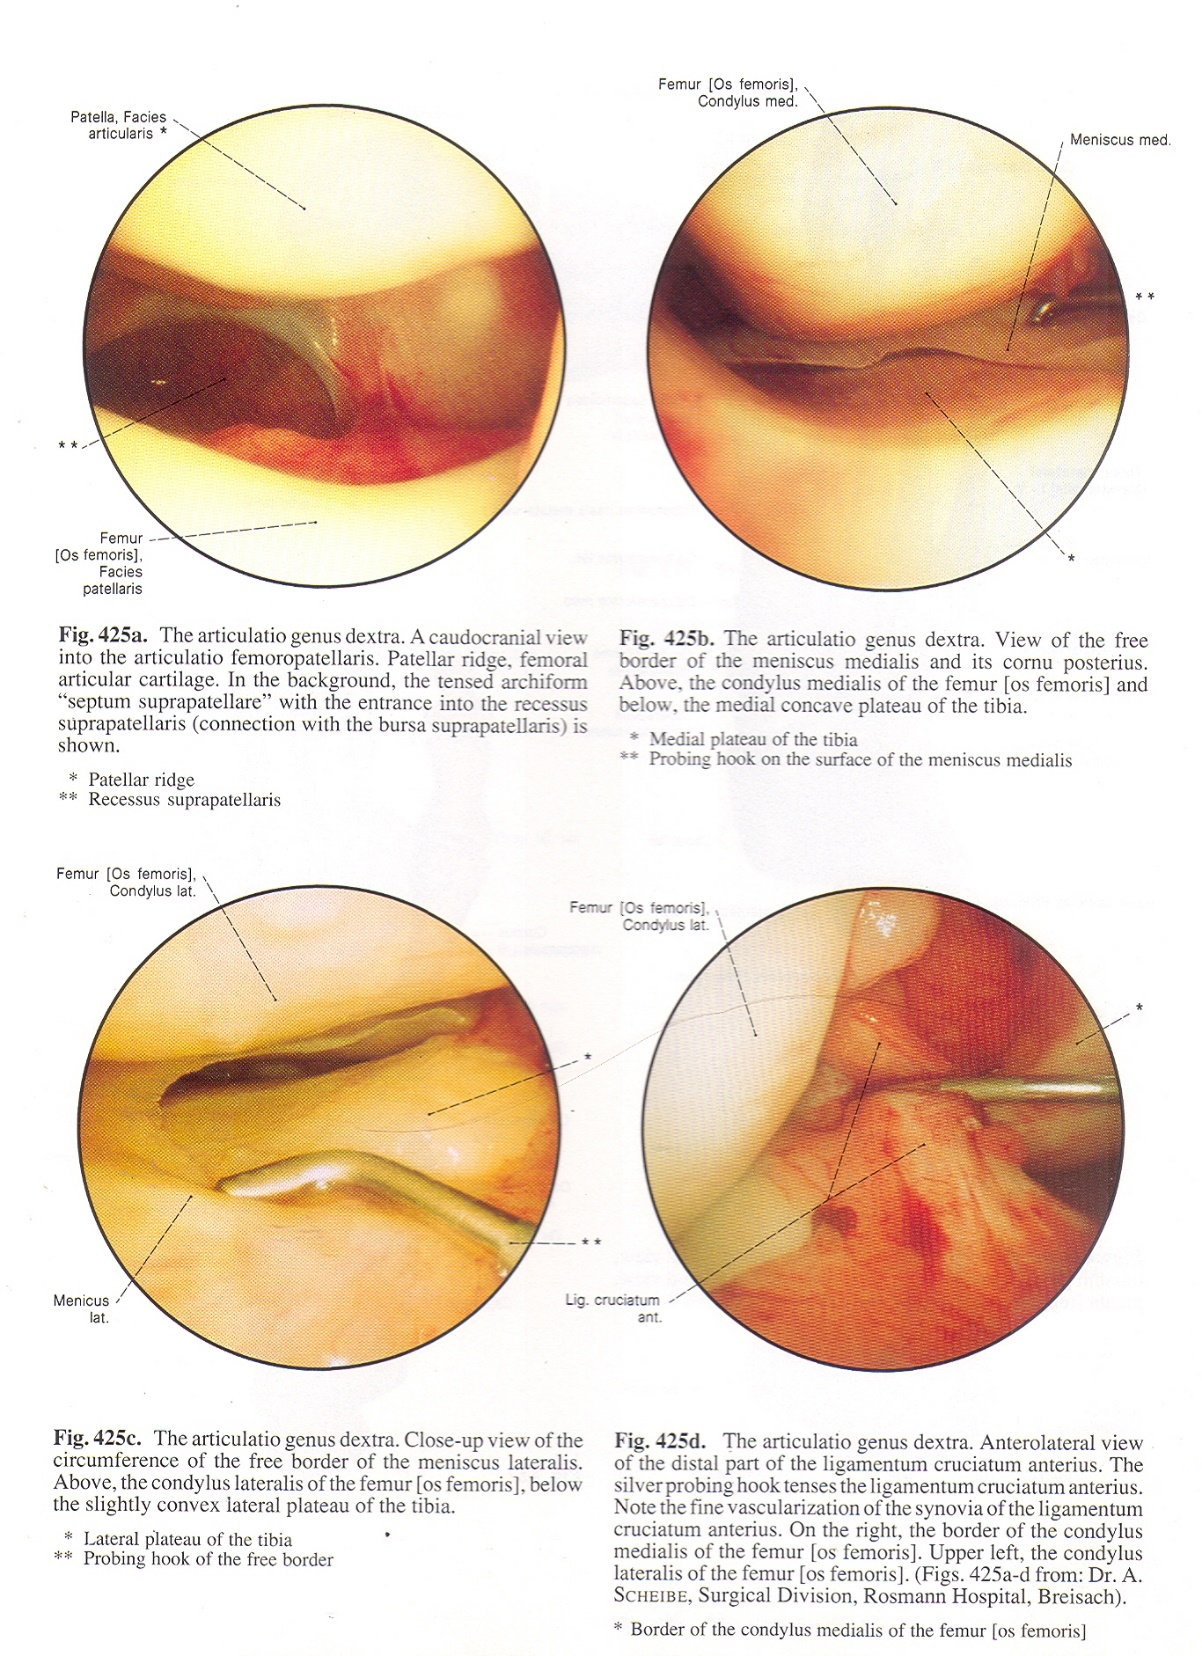 Patella, Facies
articularis *
* *
Femur
[Os femoris],
Facies
patellaris
Femur [Os femoris],
Condylus med.
Meniscus med.
* *
*
Fig. 425a. The articulatio genus dextra. A caudocranial view
into the articulatio femoropatellaris. Patellar ridge, femoral
articular cartilage. In the background, the tensed archiform
“septum suprapatellare” with the entrance into the recessus
suprapatellaris (connection with the bursa suprapatellaris) is
shown.
* Patellar ridge
** Recessus suprapatellaris
Fig. 425b. The articulatio genus dextra. View of the free
border of the meniscus medialis and its cornu posterius.
Above, the condylus medialis of the femur [os femoris] and
below, the medial concave plateau of the tibia.
* Medial plateau of the tibia
** Probing hook on the surface of the meniscus medialis
Femur [Os femoris],
Condylus lat.
*
* *
Menicus
lat.
Femur [Os femoris],
Condylus lat.
*
Lig. cruciatum
ant.
Fig. 425c. The articulatio genus dextra. Close-up view of the
circumference of the free border of the meniscus lateralis.
Above, the condylus lateralis of the femur [os femoris], below
the slightly convex lateral plateau of the tibia.
* Lateral plateau of the tibia
** Probing hook of the free border
Fig. 425d. The articulatio genus dextra. Anterolateral view
of the distal part of the ligamentum cruciatum anterius. The
silver probing hook tenses the ligamentum cruciatum anterius.
Note the fine vascularization of the synovia of the ligamentum
cruciatum anterius. On the right, the border of the condylus
medialis of the femur [os femoris]. Upper left, the condylus
lateralis of the femur [os femoris]. (Figs. 425a-d from: Dr. A.
SCHEIBE, Surgical Division, Rosmann Hospital, Breisach).
* Border of the condylus medialis of the femur [os femoris]